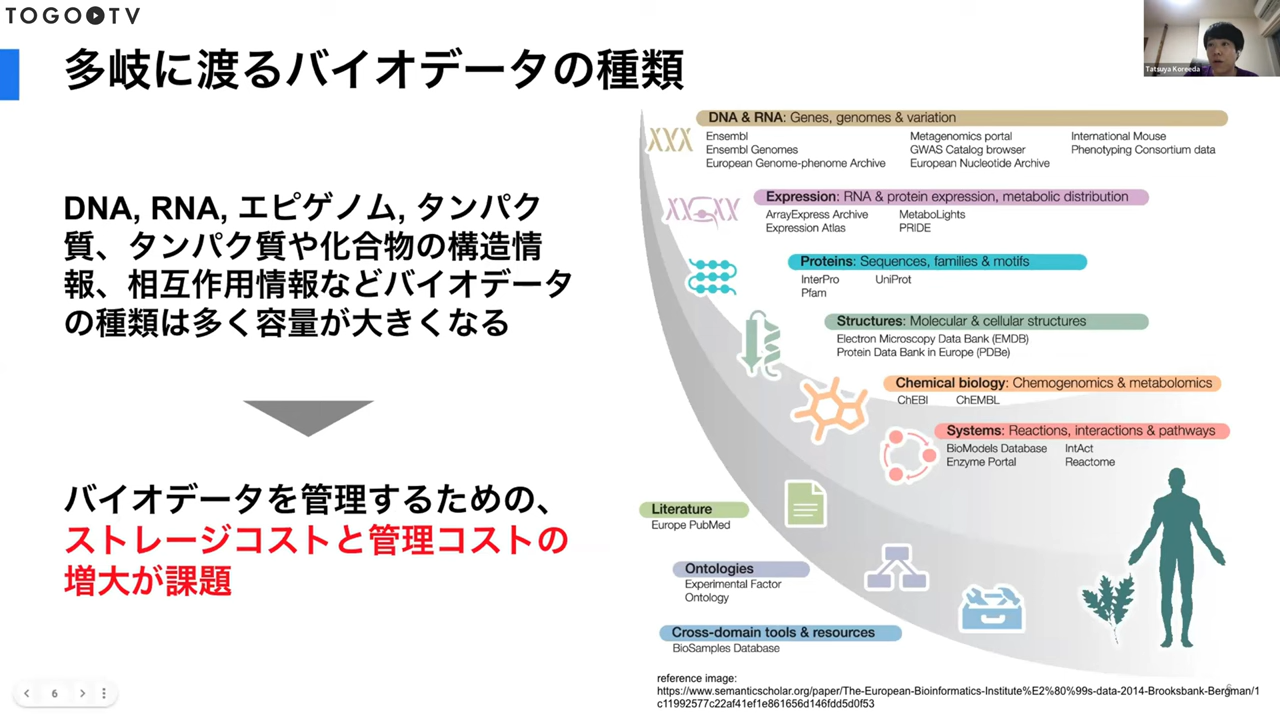 TOGO TV
Tatsuya Koreeda
多岐に渡るバイオデータの種類
DNA, RNA, エピゲノム, タンパク
質、タンパク質や化合物の構造情
報、相互作用情報などバイオデータ
の種類は多く容量が大きくなる
バイオデータを管理するための、
ストレージコストと管理コストの
増大が課題
DNA & RNA: Genes, genomes & variation
Ensembl
Ensembl Genomes
European Genome-phenome Archive
Metagenomics portal
GWAS Catalog browser
European Nucleotide Archive
International Mouse
Phenotyping Consortium data
Expression: RNA & protein expression, metabolic distribution
ArrayExpress Archive
Expression Atlas
MetaboLights
PRIDE
Proteins: Sequences, families & motifs
InterPro
Pfam
UniProt
Structures: Molecular & cellular structures
Electron Microscopy Data Bank (EMDB)
Protein Data Bank in Europe (PDBe)
Chemical biology: Chemogenomics & metabolomics
ChEBI
ChEMBL
Systems: Reactions, interactions & pathways
BioModels Database
Enzyme Portal
IntAct
Reactome
Literature
Europe PubMed
Ontologies
Experimental Factor
Ontology
Cross-domain tools & resources
BioSamples Database
reference image:
https://www.semanticscholar.org/paper/The-European-Bioinformatics-Institute%E2%80%99s-data-2014-Brooksbank-Bergman/1
c11992577c22af41ef1e861656d146fdd5d0f53
6
6